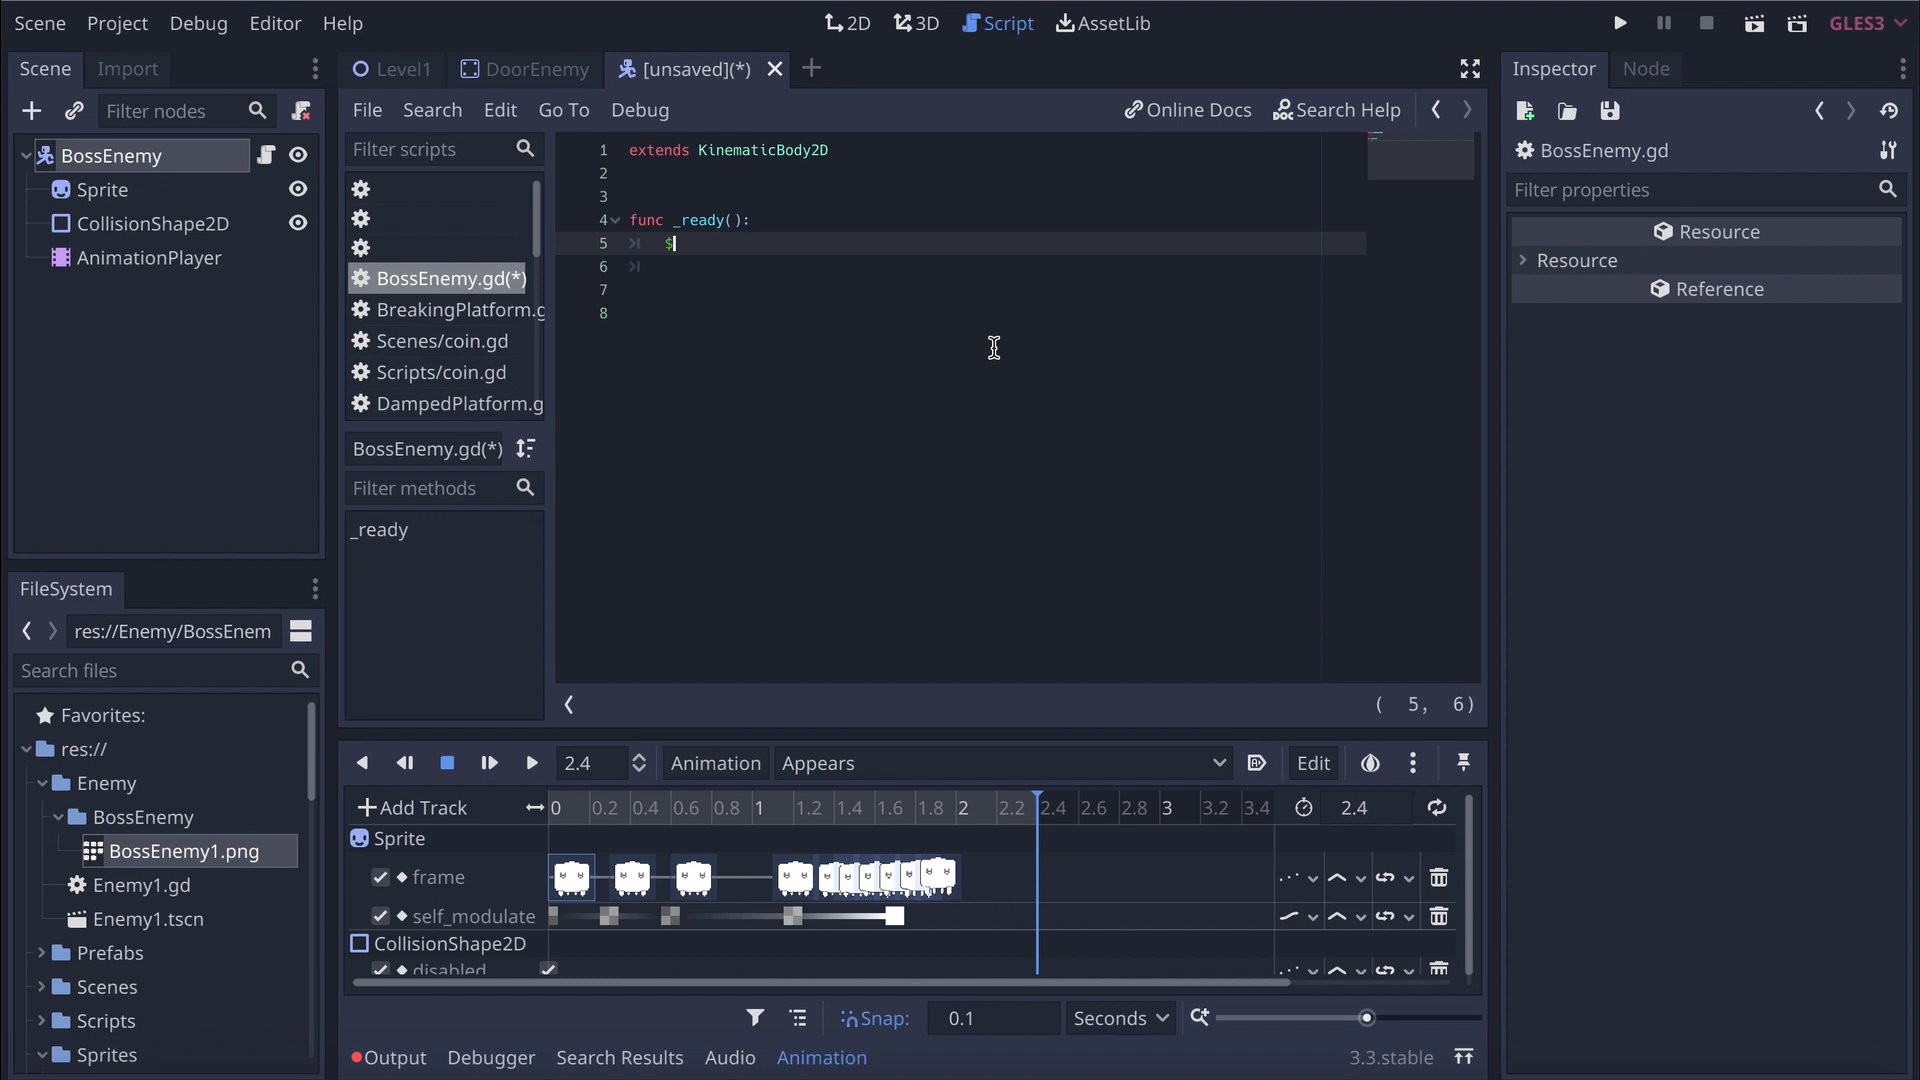 Scene Project Debug Editor Help 2D 3D Script AssetLib GLES3
Scene Import
Filter nodes
BossEnemy
Sprite
CollisionShape2D
AnimationPlayer
FileSystem
res://Enemy/BossEnem
Search files
Favorites:
res://
Enemy
BossEnemy
BossEnemy1.png
Enemy1.gd
Enemy1.tscn
Prefabs
Scenes
Scripts
Sprites
Level1 DoorEnemy [unsaved](*)
File Search Edit Go To Debug Online Docs Search Help
Filter scripts
BossEnemy.gd(*)
BreakingPlatform.g
Scenes/coin.gd
Scripts/coin.gd
DampedPlatform.g
BossEnemy.gd(*)
Filter methods
_ready
1 extends KinematicBody2D
2
3
4 func _ready():
5 $
6
7
8
( 5, 6)
2.4 Animation Appears Edit
Add Track 0 0.2 0.4 0.6 0.8 1 1.2 1.4 1.6 1.8 2 2.2 2.4 2.6 2.8 3 3.2 3.4 2.4
Sprite
frame
self_modulate
CollisionShape2D
disabled
Snap: 0.1 Seconds
Output Debugger Search Results Audio Animation 3.3.stable
Inspector Node
BossEnemy.gd
Filter properties
Resource
Resource
Reference